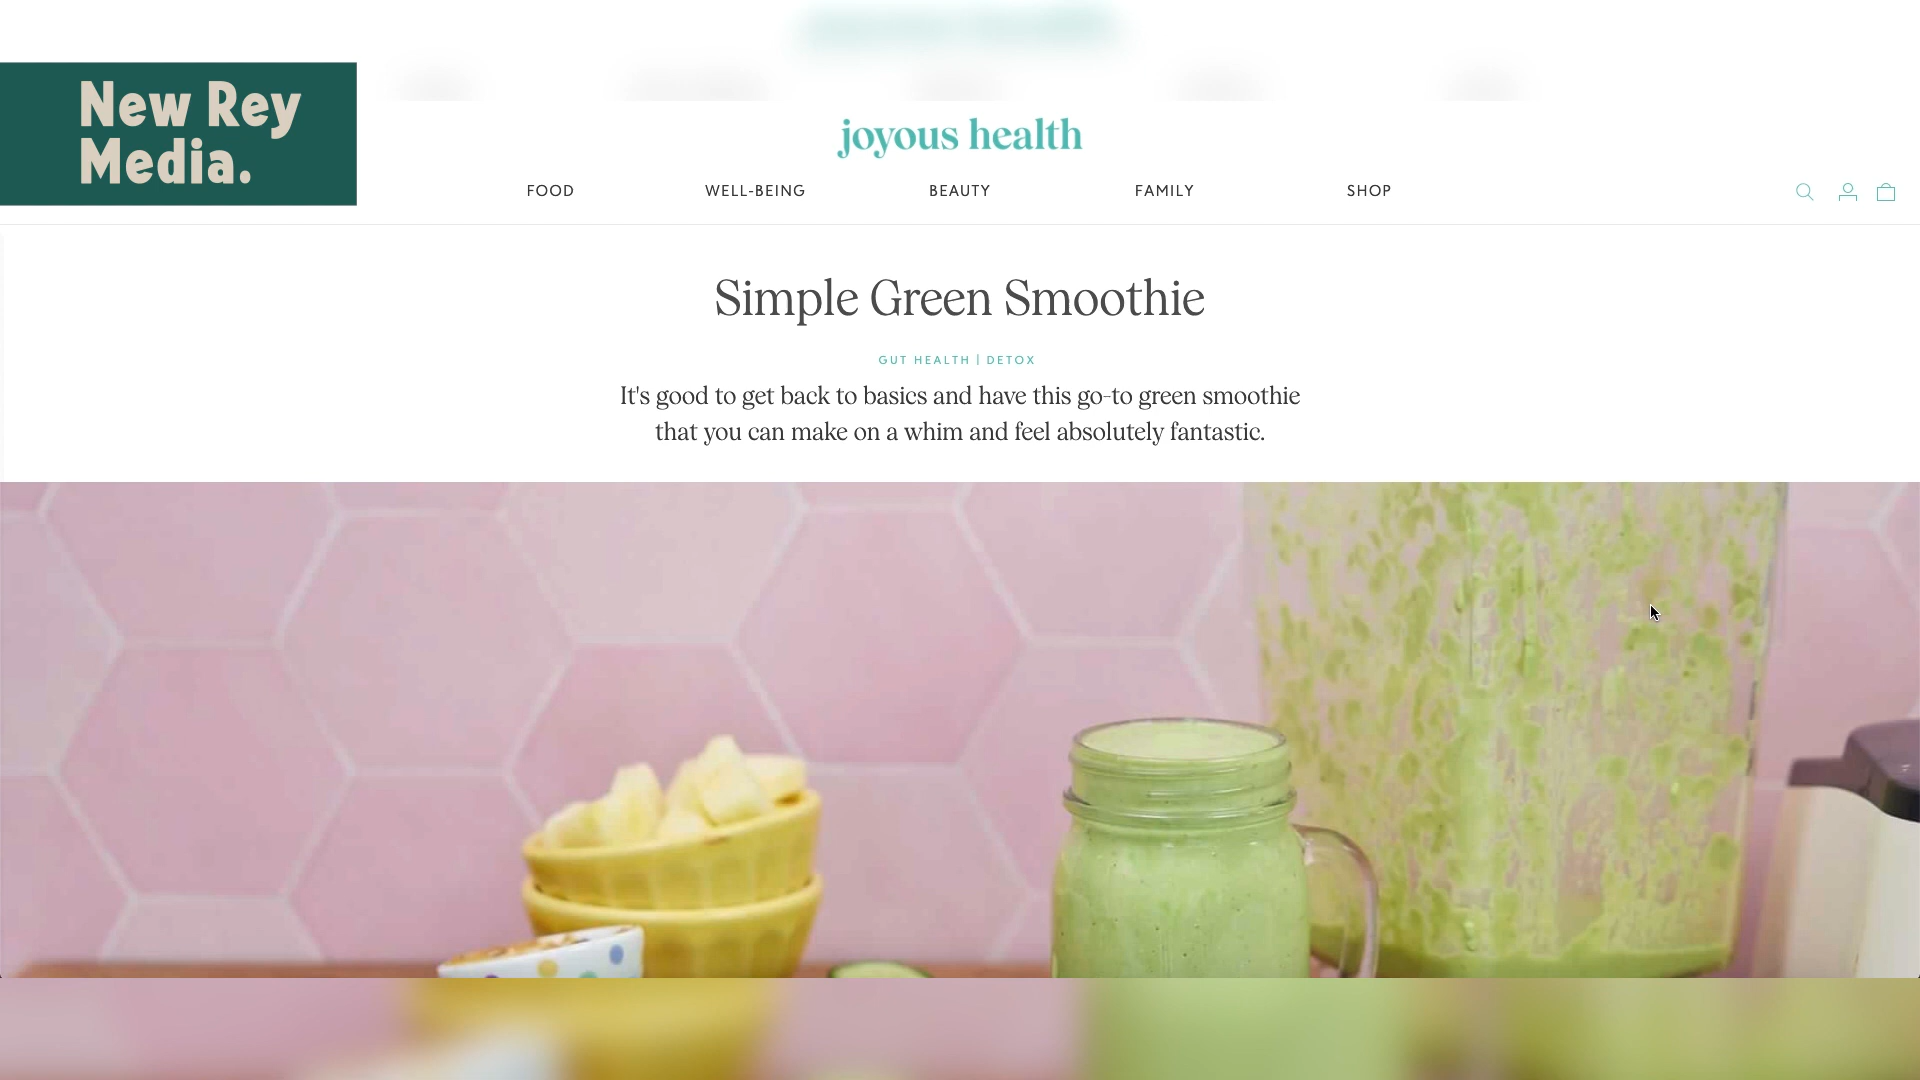 New Rey
Media.
joyous health
FOOD WELL-BEING BEAUTY FAMILY SHOP
Simple Green Smoothie
GUT HEALTH | DETOX
It's good to get back to basics and have this go-to green smoothie
that you can make on a whim and feel absolutely fantastic.